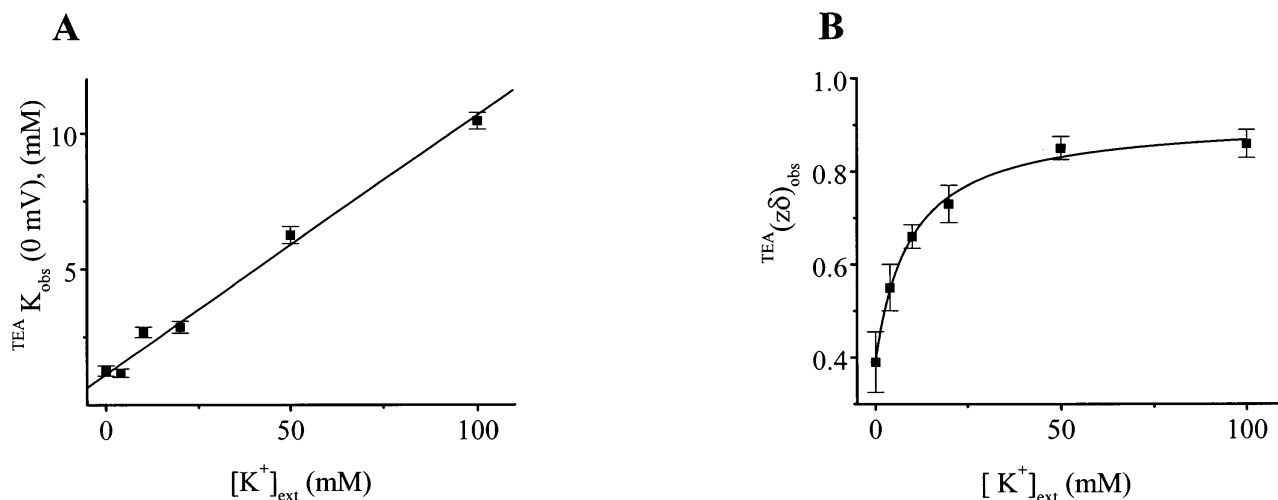 A
B
TEA K obs (0 mV), (mM)
10
5
0
50
100
[K+]ext (mM)
TEA(zδ)obs
1.0
0.8
0.6
0.4
0
50
100
[ K+]ext (mM)